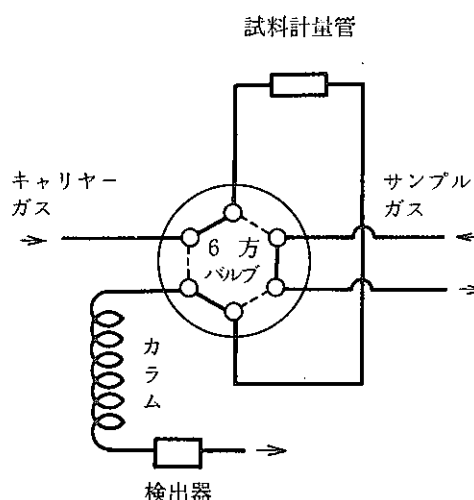 試料計量管
キャリヤー
ガス
サンプル
ガス
6 方
バルブ
カラム
検出器